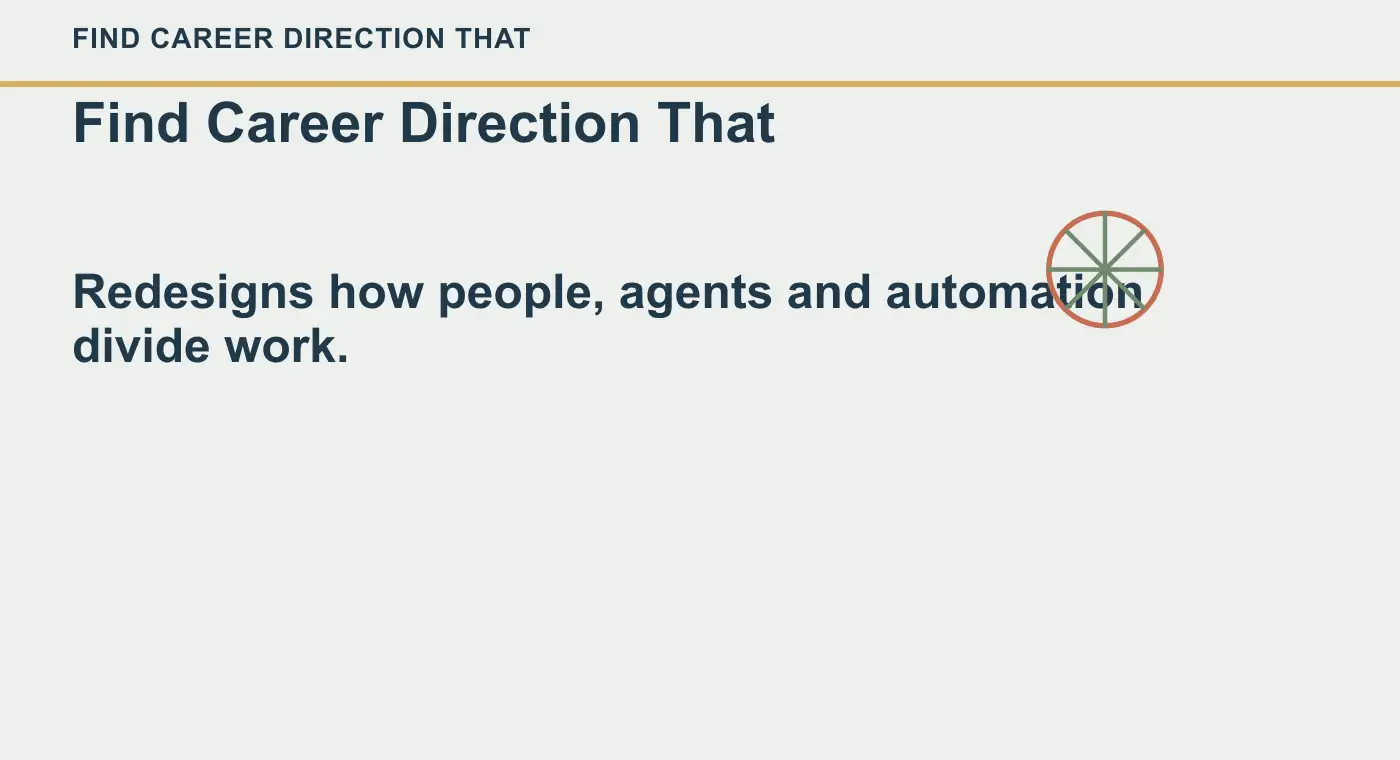 FIND CAREER DIRECTION THAT
Find Career Direction That
Redesigns how people, agents and automation
divide work.